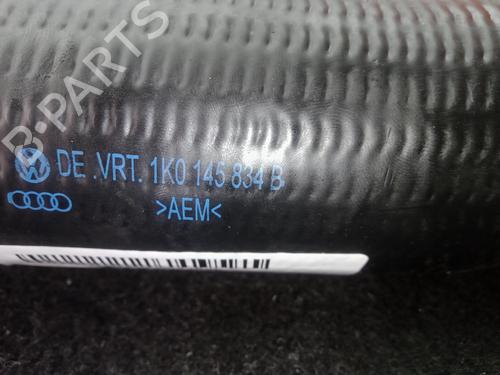 B-PARTS
DE .VRT. 1K0 145 834 B
>AEM<